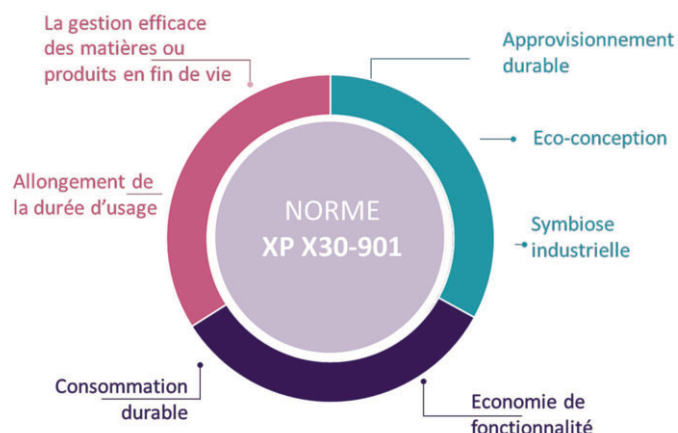 La gestion efficace
des matières ou
produits en fin de vie
Approvisionnement
durable
Eco-conception
Symbiose
industrielle
Economie de
fonctionnalité
Consommation
durable
Allongement de
la durée d’usage
NORME
XP X30-901